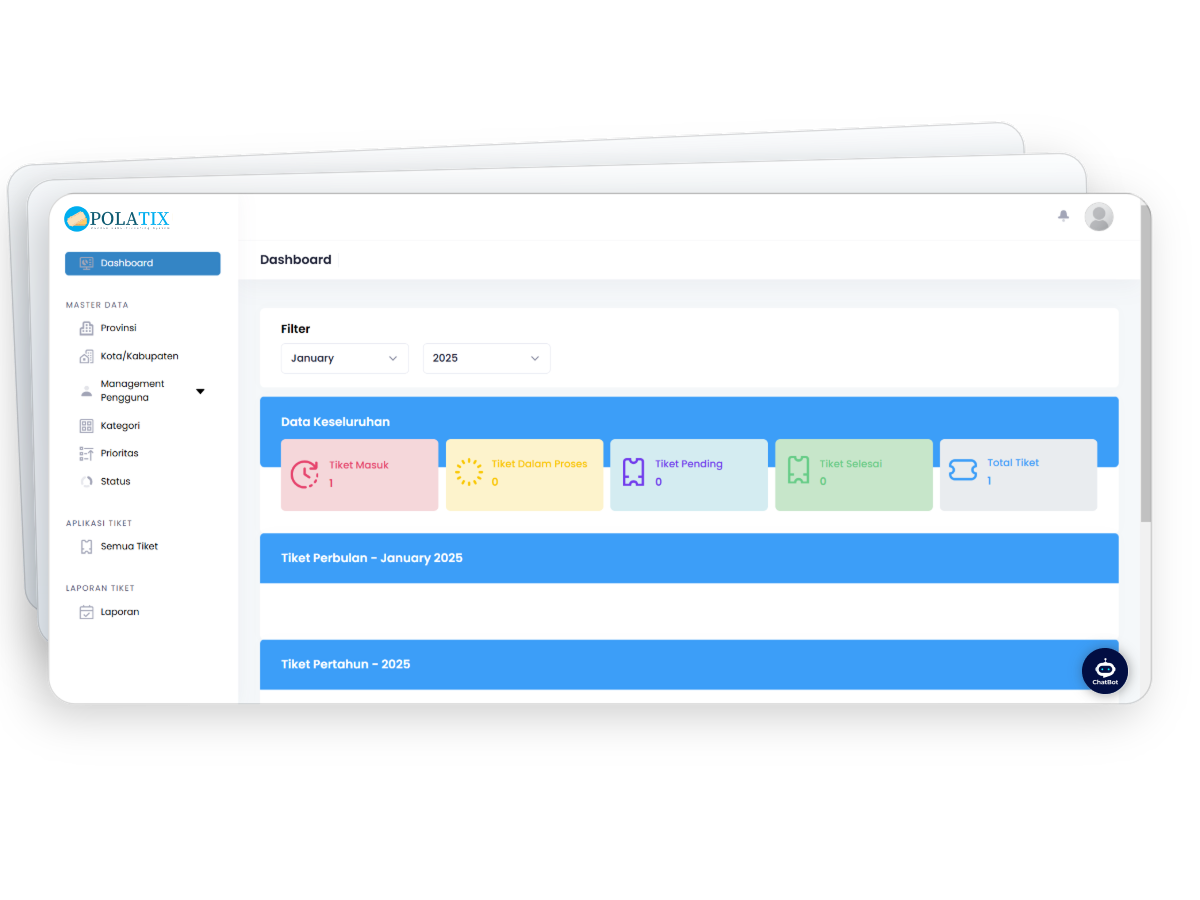 POLATIX
Dashboard
MASTER DATA
Provinsi
Kota/Kabupaten
Management
Pengguna
Kategori
Prioritas
Status
APLIKASI TIKET
Semua Tiket
LAPORAN TIKET
Laporan
Dashboard
Filter
January
2025
Data Keseluruhan
Tiket Masuk
1
Tiket Dalam Proses
0
Tiket Pending
0
Tiket Selesai
0
Total Tiket
1
Tiket Perbulan - January 2025
Tiket Pertahun - 2025
ChatBot